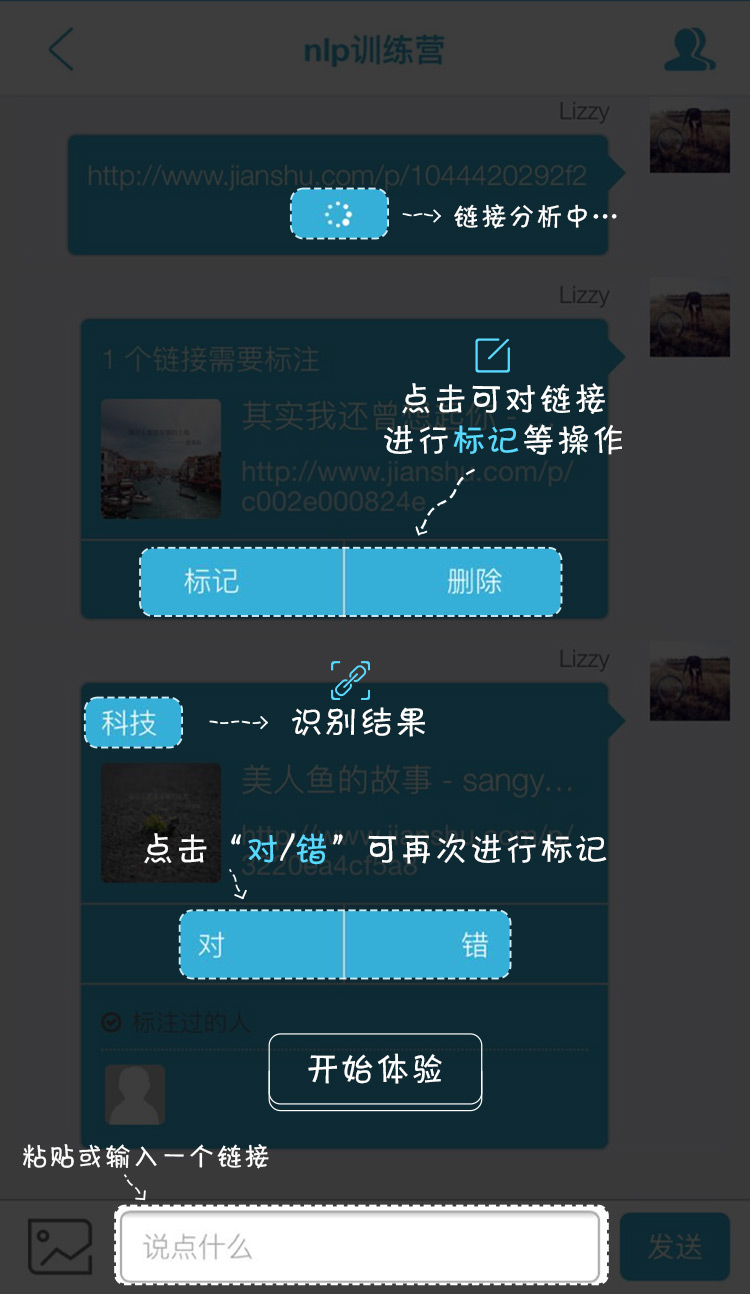 nlp训练营
Lizzy
http://www.jianshu.com/p/1044420292f2
链接分析中…
Lizzy
1 个链接需要标注
点击可对链接
进行标记等操作
其实我还曾
http://www.jianshu.com/p/
c002e000824e
标记 删除
Lizzy
科技 识别结果
美人鱼的故事 - sangy...
http://www.jianshu.com/p/
3220ea4cf5a8
点击“对/错”可再次进行标记
对 错
标注过的人
开始体验
粘贴或输入一个链接
说点什么
发送